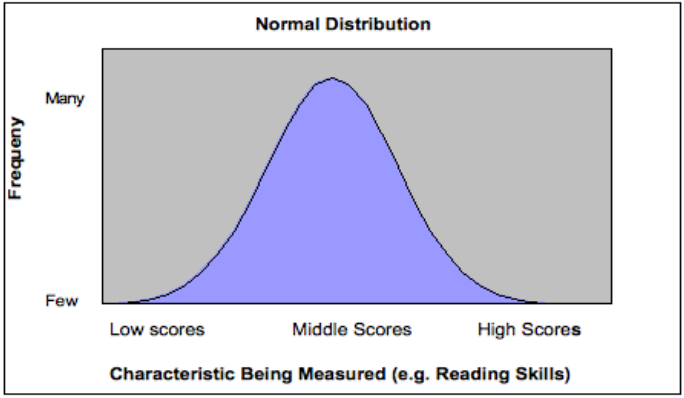 Normal Distribution
Many
Frequeny
Few
Low scores Middle Scores High Scores
Characteristic Being Measured (e.g. Reading Skills)